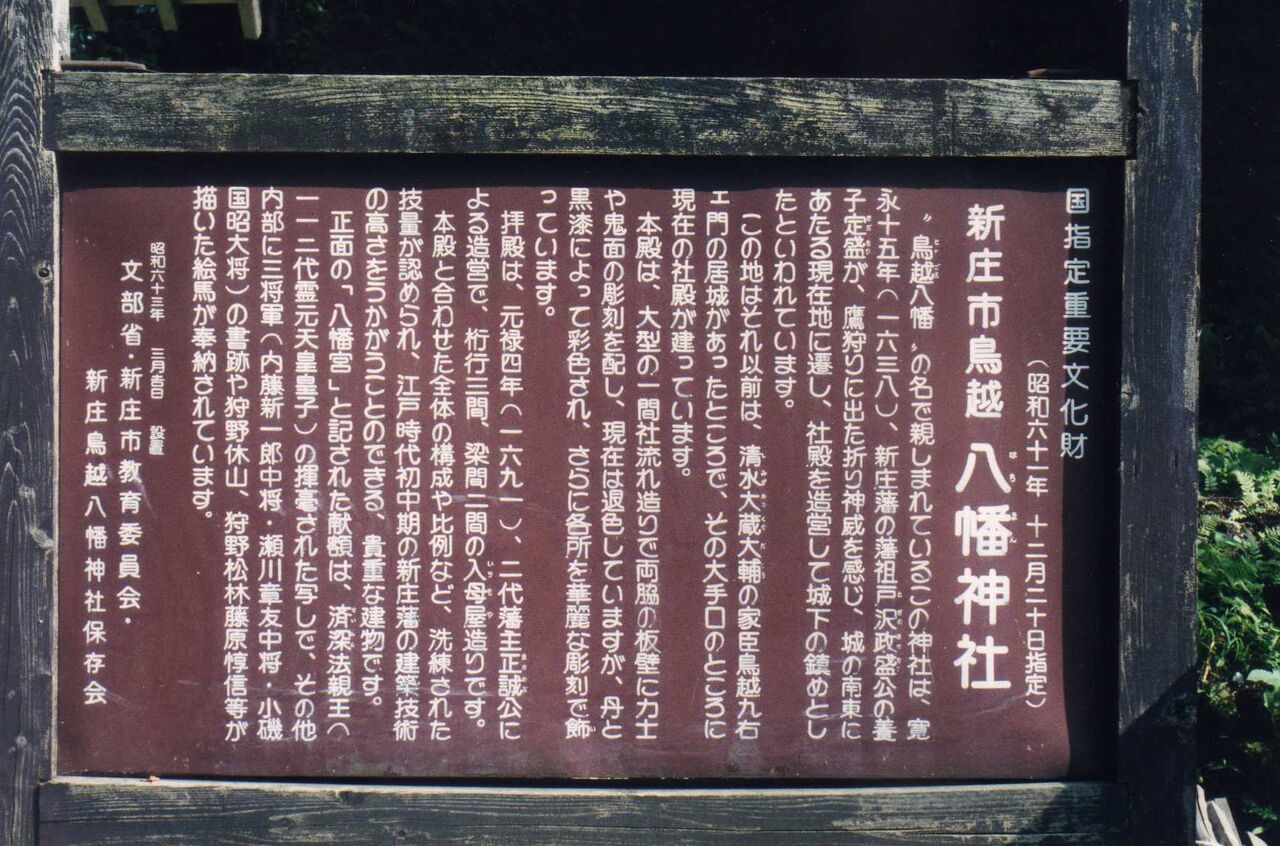 国指定重要文化財
（昭和六十一年 十二月二十日指定）
新庄市鳥越 八幡神社
〝鳥越八幡〟の名で親しまれているこの神社は、寛
永十五年（一六三八）、新庄藩の藩祖戸沢政盛公の養
子定盛が、鷹狩りに出た折り神威を感じ、城の南東に
あたる現在地に遷し、社殿を造営して城下の鎮めとし
たといわれています。
この地はそれ以前は、清水大蔵大輔の家臣鳥越九右
エ門の居城があったところで、その大手口のところに
現在の社殿が建っています。
本殿は、大型の一間社流れ造りで両脇の板壁に力士
や鬼面の彫刻を配し、現在は退色していますが、丹と
黒漆によって彩色され、さらに各所を華麗な彫刻で飾
っています。
拝殿は、元禄四年（一六九一）、二代藩主正誠公に
よる造営で、桁行三間、梁間二間の入母屋造りです。
本殿と合わせた全体の構成や比例など、洗練された
技量が認められ、江戸時代初中期の新庄藩の建築技術
の高さをうかがうことのできる、貴重な建物です。
正面の「八幡宮」と記された献額は、済深法親王（
一一二代霊元天皇皇子）の揮毫された写しで、その他
内部に三将軍（内藤新一郎中将・瀬川章友中将・小磯
国昭大将）の書跡や狩野休山、狩野松林藤原惇信等が
描いた絵馬が奉納されています。
昭和六十三年 三月吉日 設置
文部省・新庄市教育委員会・
新庄鳥越八幡神社保存会